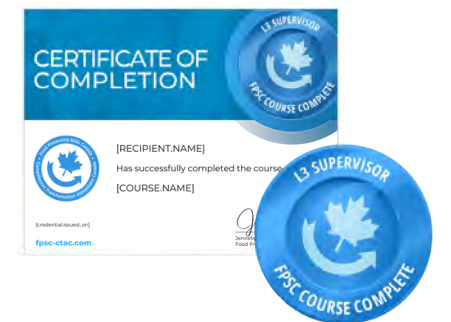 CERTIFICATE OF
COMPLETION
L3 SUPERVISOR
FPSC COURSE COMPLETE
[RECIPIENT.NAME]
Has successfully completed the course
[COURSE.NAME]
[credential.issued_on]
fpsc-ctac.com
L3 SUPERVISOR
FPSC COURSE COMPLETE